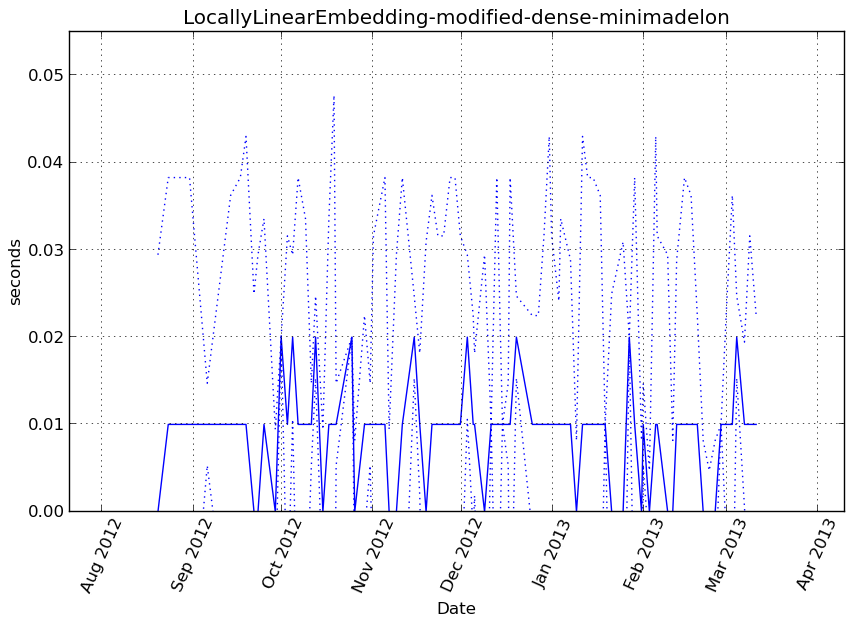 LocallyLinearEmbedding-modified-dense-minimadelon
0.05
0.04
0.03
0.02
0.01
0.00
seconds
Aug 2012
Sep 2012
Oct 2012
Nov 2012
Dec 2012
Jan 2013
Feb 2013
Mar 2013
Apr 2013
Date